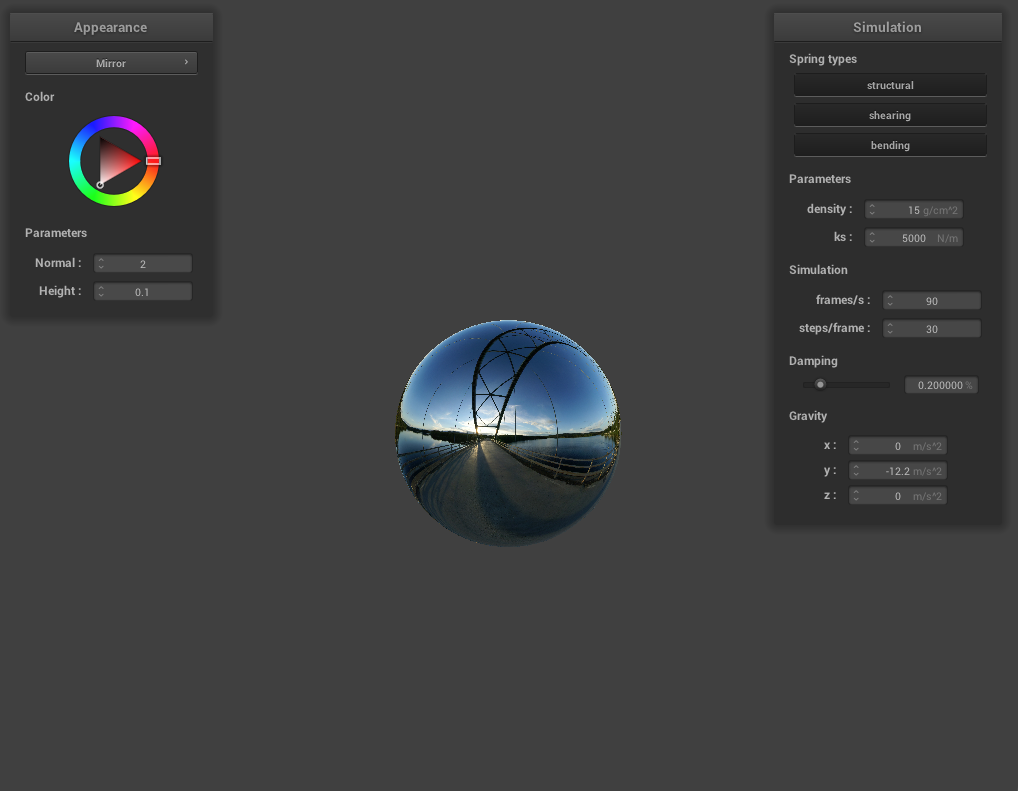 Appearance
Mirror
Color
Parameters
Normal : 2
Height : 0.1
Simulation
Spring types
structural
shearing
bending
Parameters
density : 15 g/cm^2
ks : 5000 N/m
Simulation
frames/s : 90
steps/frame : 30
Damping
0.200000 %
Gravity
x : 0 m/s^2
y : -12.2 m/s^2
z : 0 m/s^2